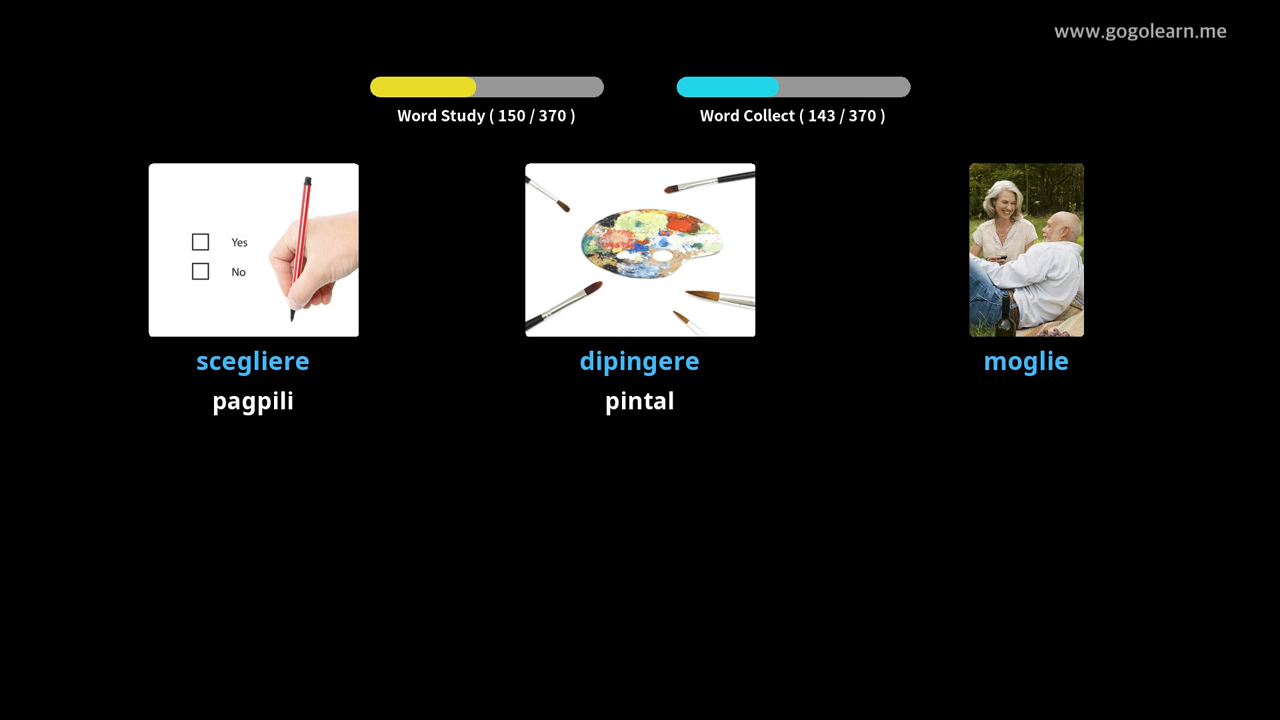 www.gogolearn.me
Word Study ( 150 / 370 )
Word Collect ( 143 / 370 )
Yes
No
scegliere
dipingere
moglie
pagpili
pintal